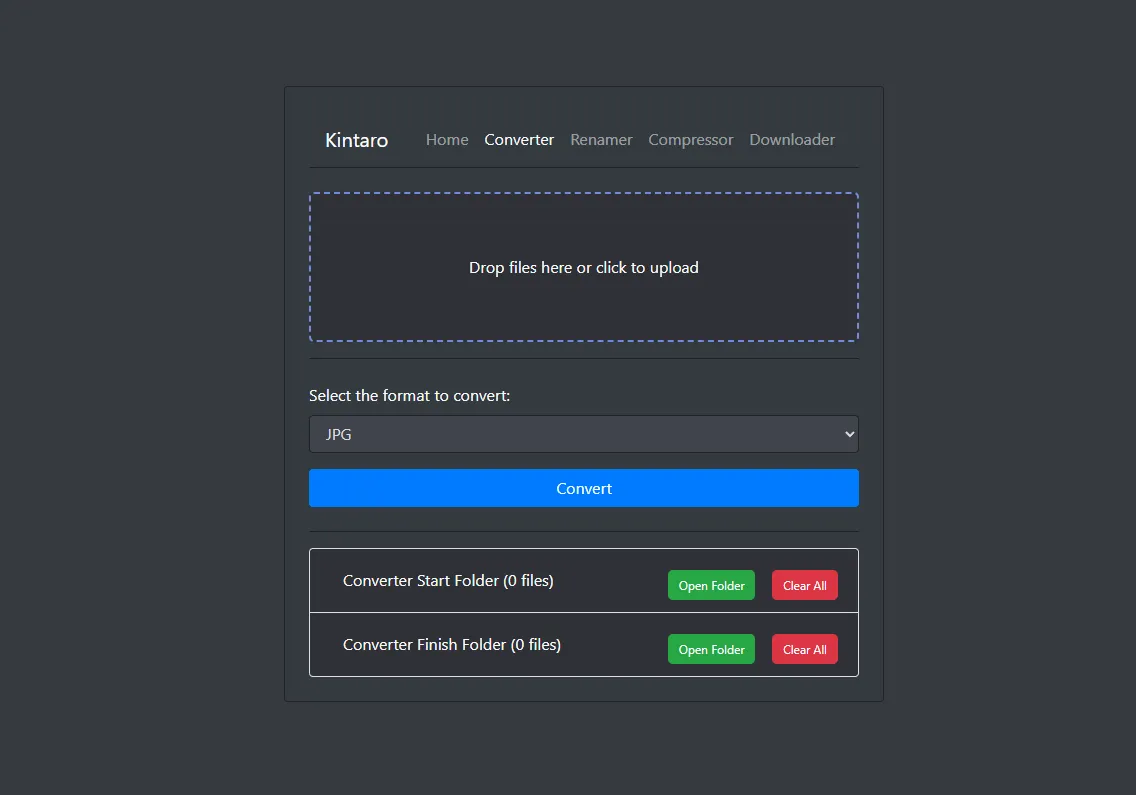 Kintaro Home Converter Renamer Compressor Downloader
Drop files here or click to upload
Select the format to convert:
JPG
Convert
Converter Start Folder (0 files) Open Folder Clear All
Converter Finish Folder (0 files) Open Folder Clear All